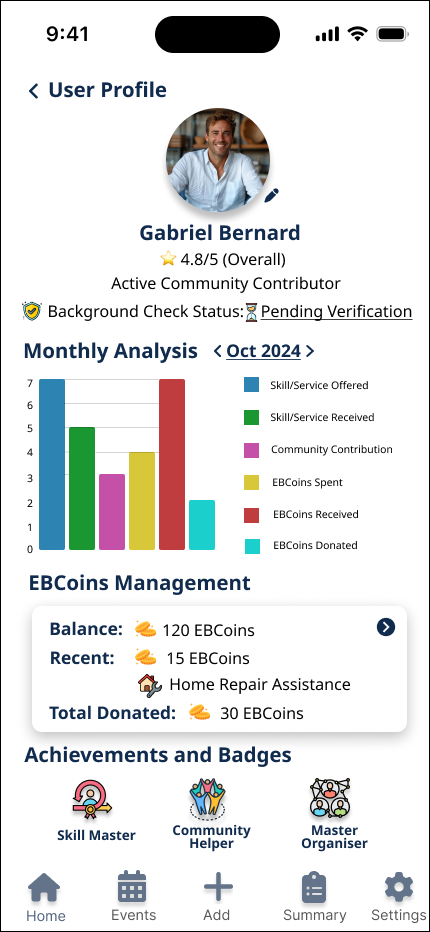 9:41
User Profile
Gabriel Bernard
4.8/5 (Overall)
Active Community Contributor
Background Check Status: Pending Verification
Monthly Analysis Oct 2024
7
6
5
4
3
2
1
0
Skill/Service Offered
Skill/Service Received
Community Contribution
EBCoins Spent
EBCoins Received
EBCoins Donated
EBCoins Management
Balance: 120 EBCoins
Recent: 15 EBCoins
Home Repair Assistance
Total Donated: 30 EBCoins
Achievements and Badges
Skill Master
Community
Helper
Master
Organiser
Home Events Add Summary Settings